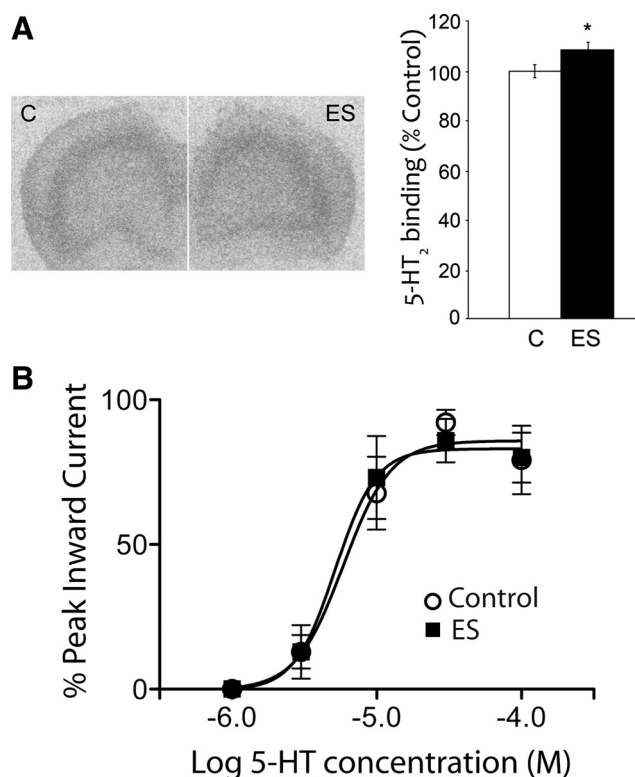 A
C
ES
5-HT₂ binding (% Control)
120
100
80
60
40
20
0
*
C
ES
B
% Peak Inward Current
100
50
0
Control
ES
-6.0
-5.0
-4.0
Log 5-HT concentration (M)